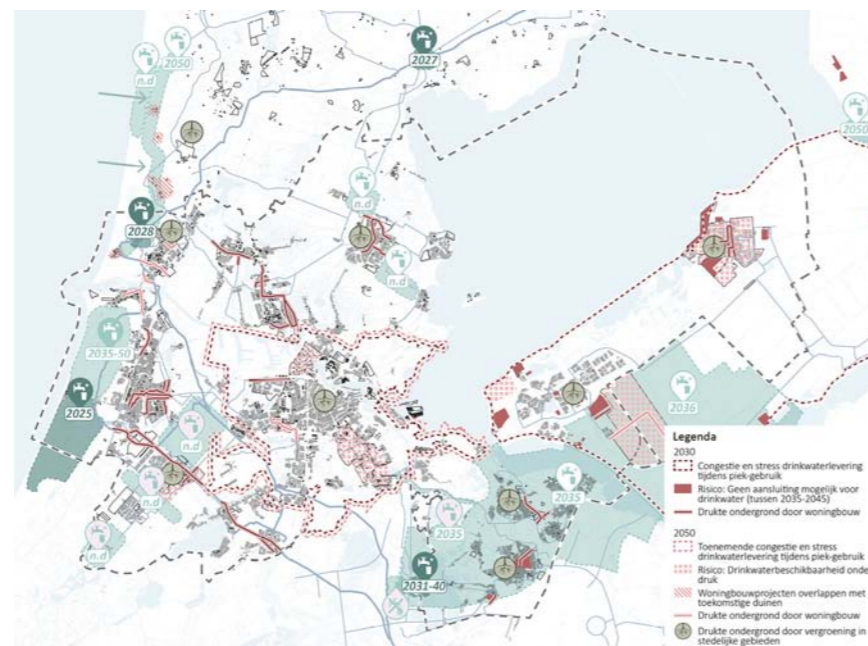 2050
n.d
2027
2050
n.d
2028
n.d
2035-50
2025
2036
n.d
n.d
n.d
2035
2035
2031-40
Legenda
2030
Congestie en stress drinkwaterlevering
tijdens piek-gebruik
Risico: Geen aansluiting mogelijk voor
drinkwater (tussen 2035-2045)
Drukte ondergrond door woningbouw
2050
Toenemende congestie en stress
drinkwaterlevering tijdens piek-gebruik
Risico: Drinkwaterbeschikbaarheid onde
druk
Woningbouwprojecten overlappen met
toekomstige duinen
Drukte ondergrond door woningbouw
Drukte ondergrond door vergroening in
stedelijke gebieden